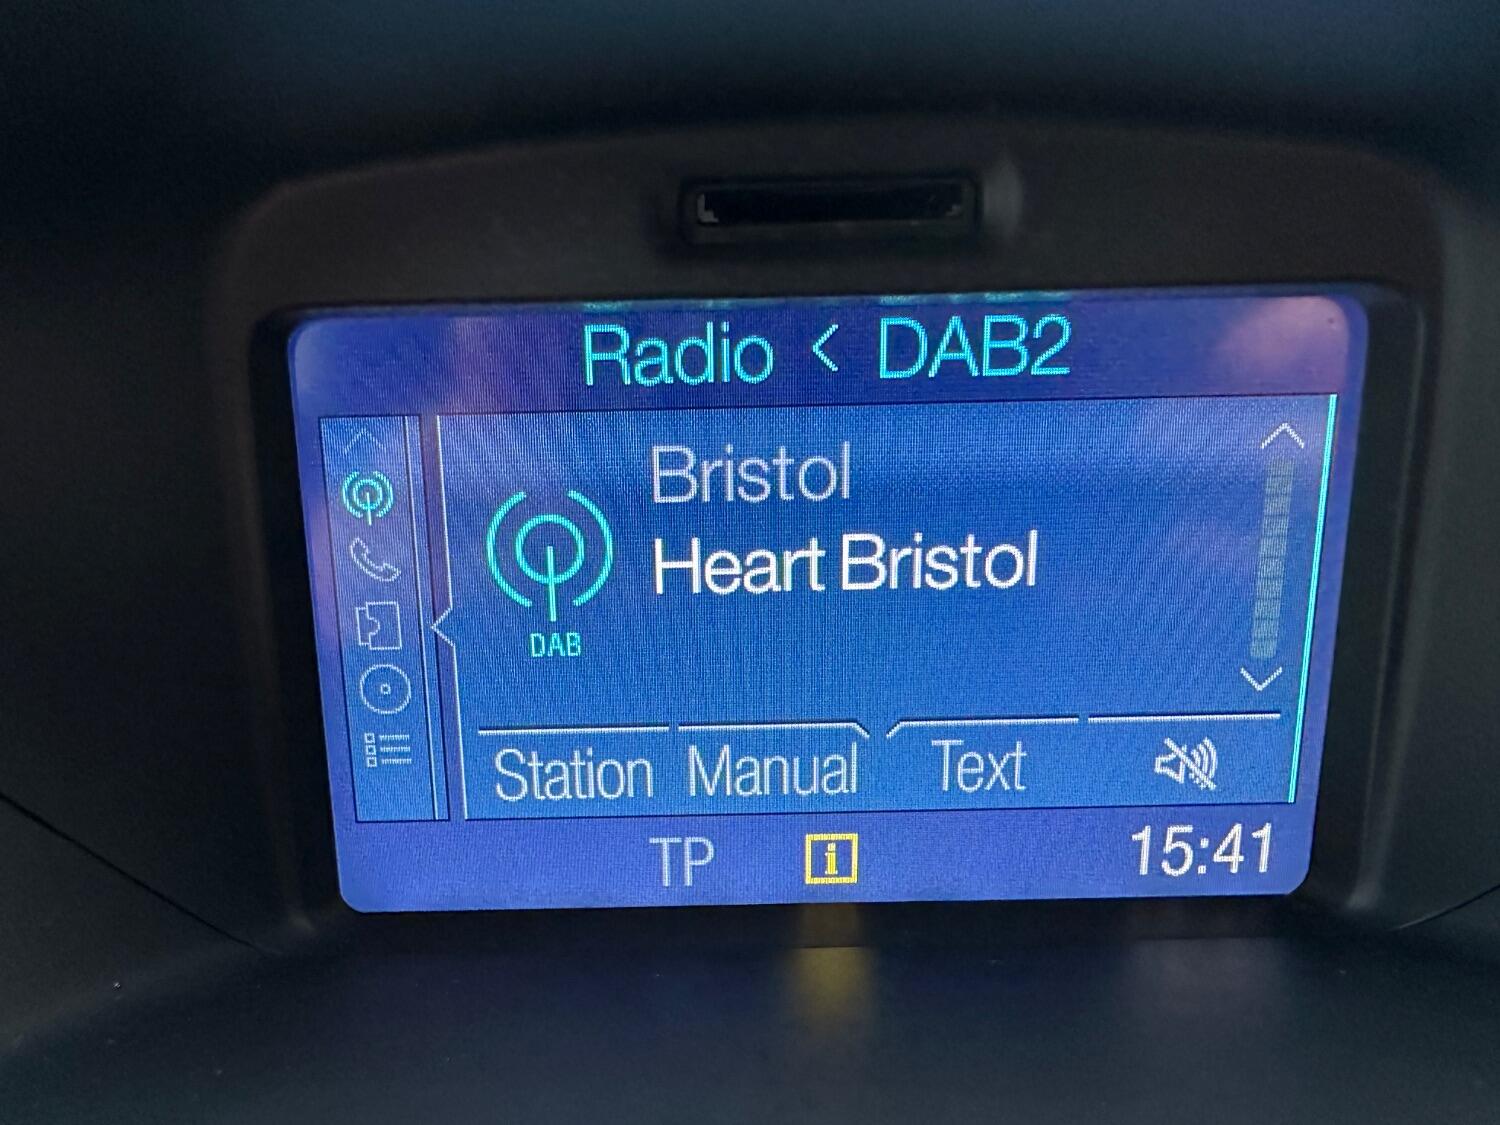 Radio < DAB2
Bristol
Heart Bristol
DAB
Station Manual Text
TP i 15:41